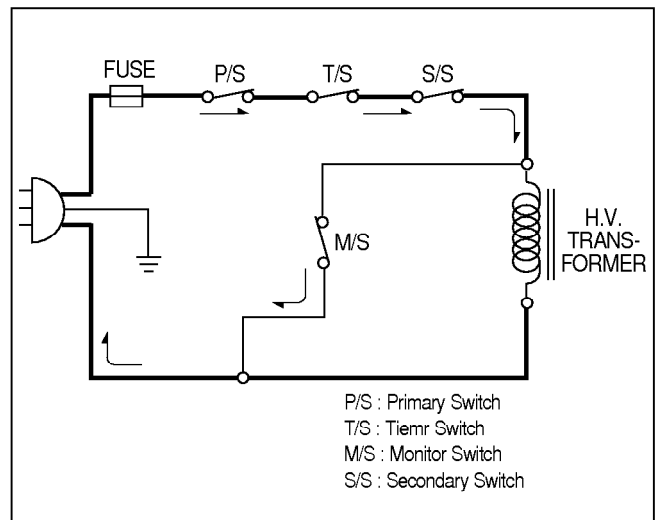 FUSE
P/S
T/S
S/S
M/S
H.V.
TRANS-
FORMER
P/S : Primary Switch
T/S : Tiemr Switch
M/S : Monitor Switch
S/S : Secondary Switch